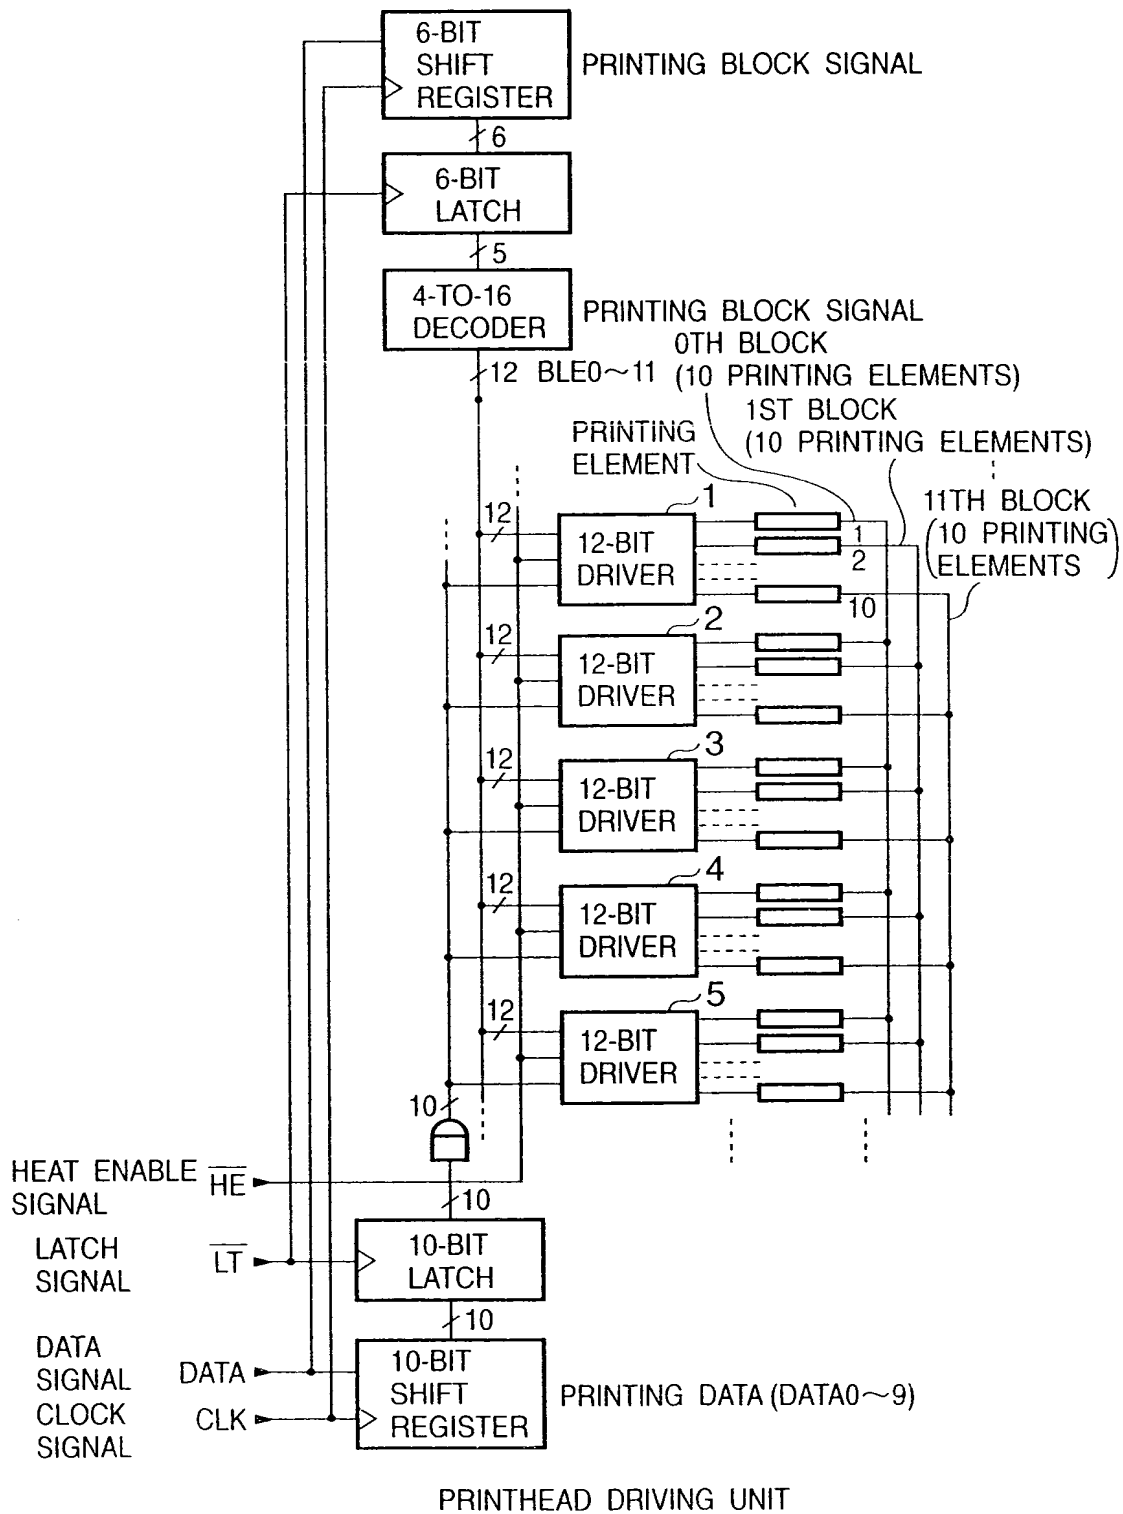 6-BIT
SHIFT
REGISTER
PRINTING BLOCK SIGNAL
6
6-BIT
LATCH
5
4-TO-16
DECODER
PRINTING BLOCK SIGNAL
12 BLE0~11
0TH BLOCK
(10 PRINTING ELEMENTS)
1ST BLOCK
(10 PRINTING ELEMENTS)
11TH BLOCK
(10 PRINTING
ELEMENTS)
PRINTING
ELEMENT
12
1
12-BIT
DRIVER
1
2
10
12
2
12-BIT
DRIVER
12
3
12-BIT
DRIVER
12
4
12-BIT
DRIVER
12
5
12-BIT
DRIVER
10
HEAT ENABLE
SIGNAL
HE
10
LATCH
SIGNAL
LT
10-BIT
LATCH
10
DATA
SIGNAL
DATA
CLOCK
SIGNAL
CLK
10-BIT
SHIFT
REGISTER
PRINTING DATA (DATA0~9)
PRINTHEAD DRIVING UNIT